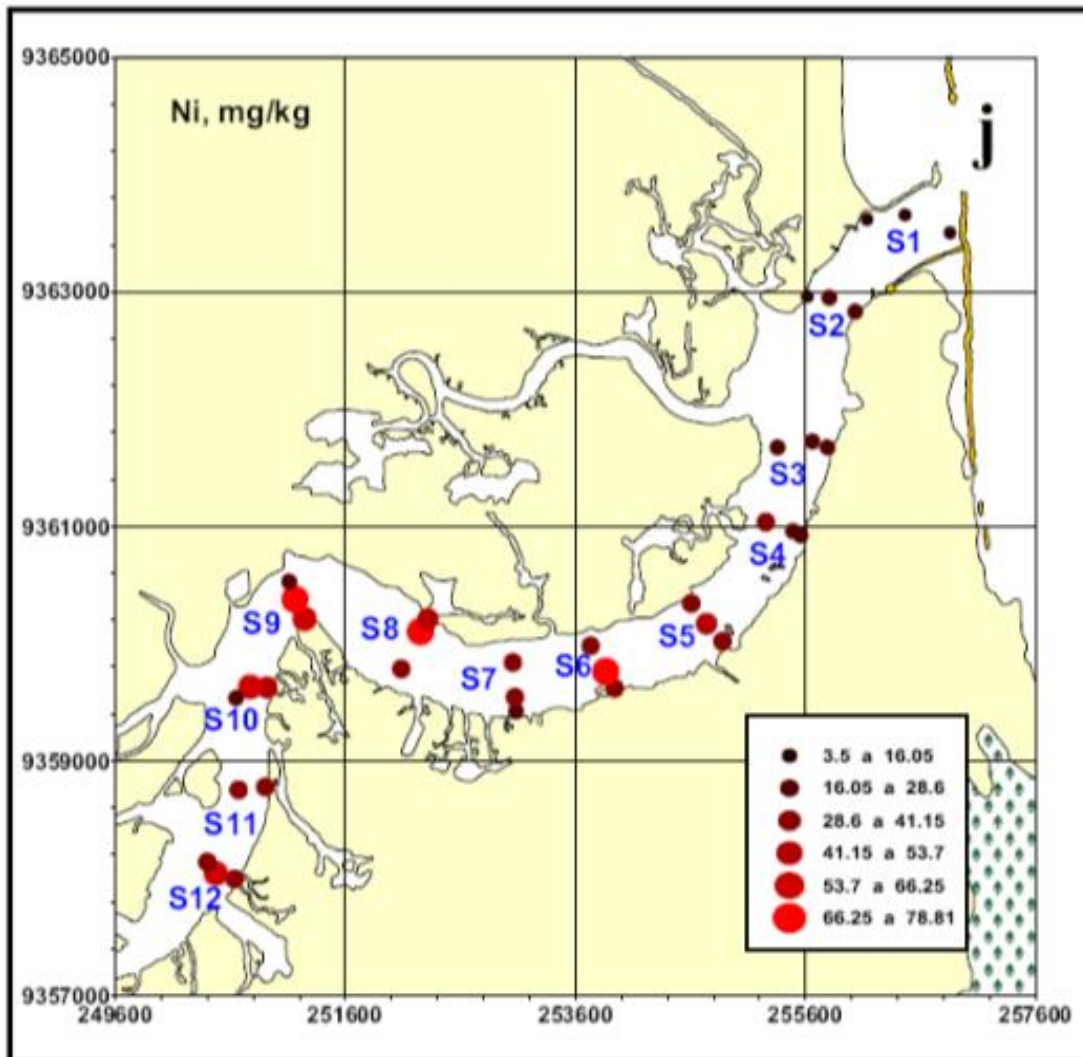 9365000
Ni, mg/kg
j
S1
9363000
S2
S3
9361000
S4
S9
S8
S5
S6
S7
S10
9359000
3.5 a 16.05
16.05 a 28.6
S11
28.6 a 41.15
41.15 a 53.7
S12
53.7 a 66.25
66.25 a 78.81
9357000
249600 251600 253600 255600 257600